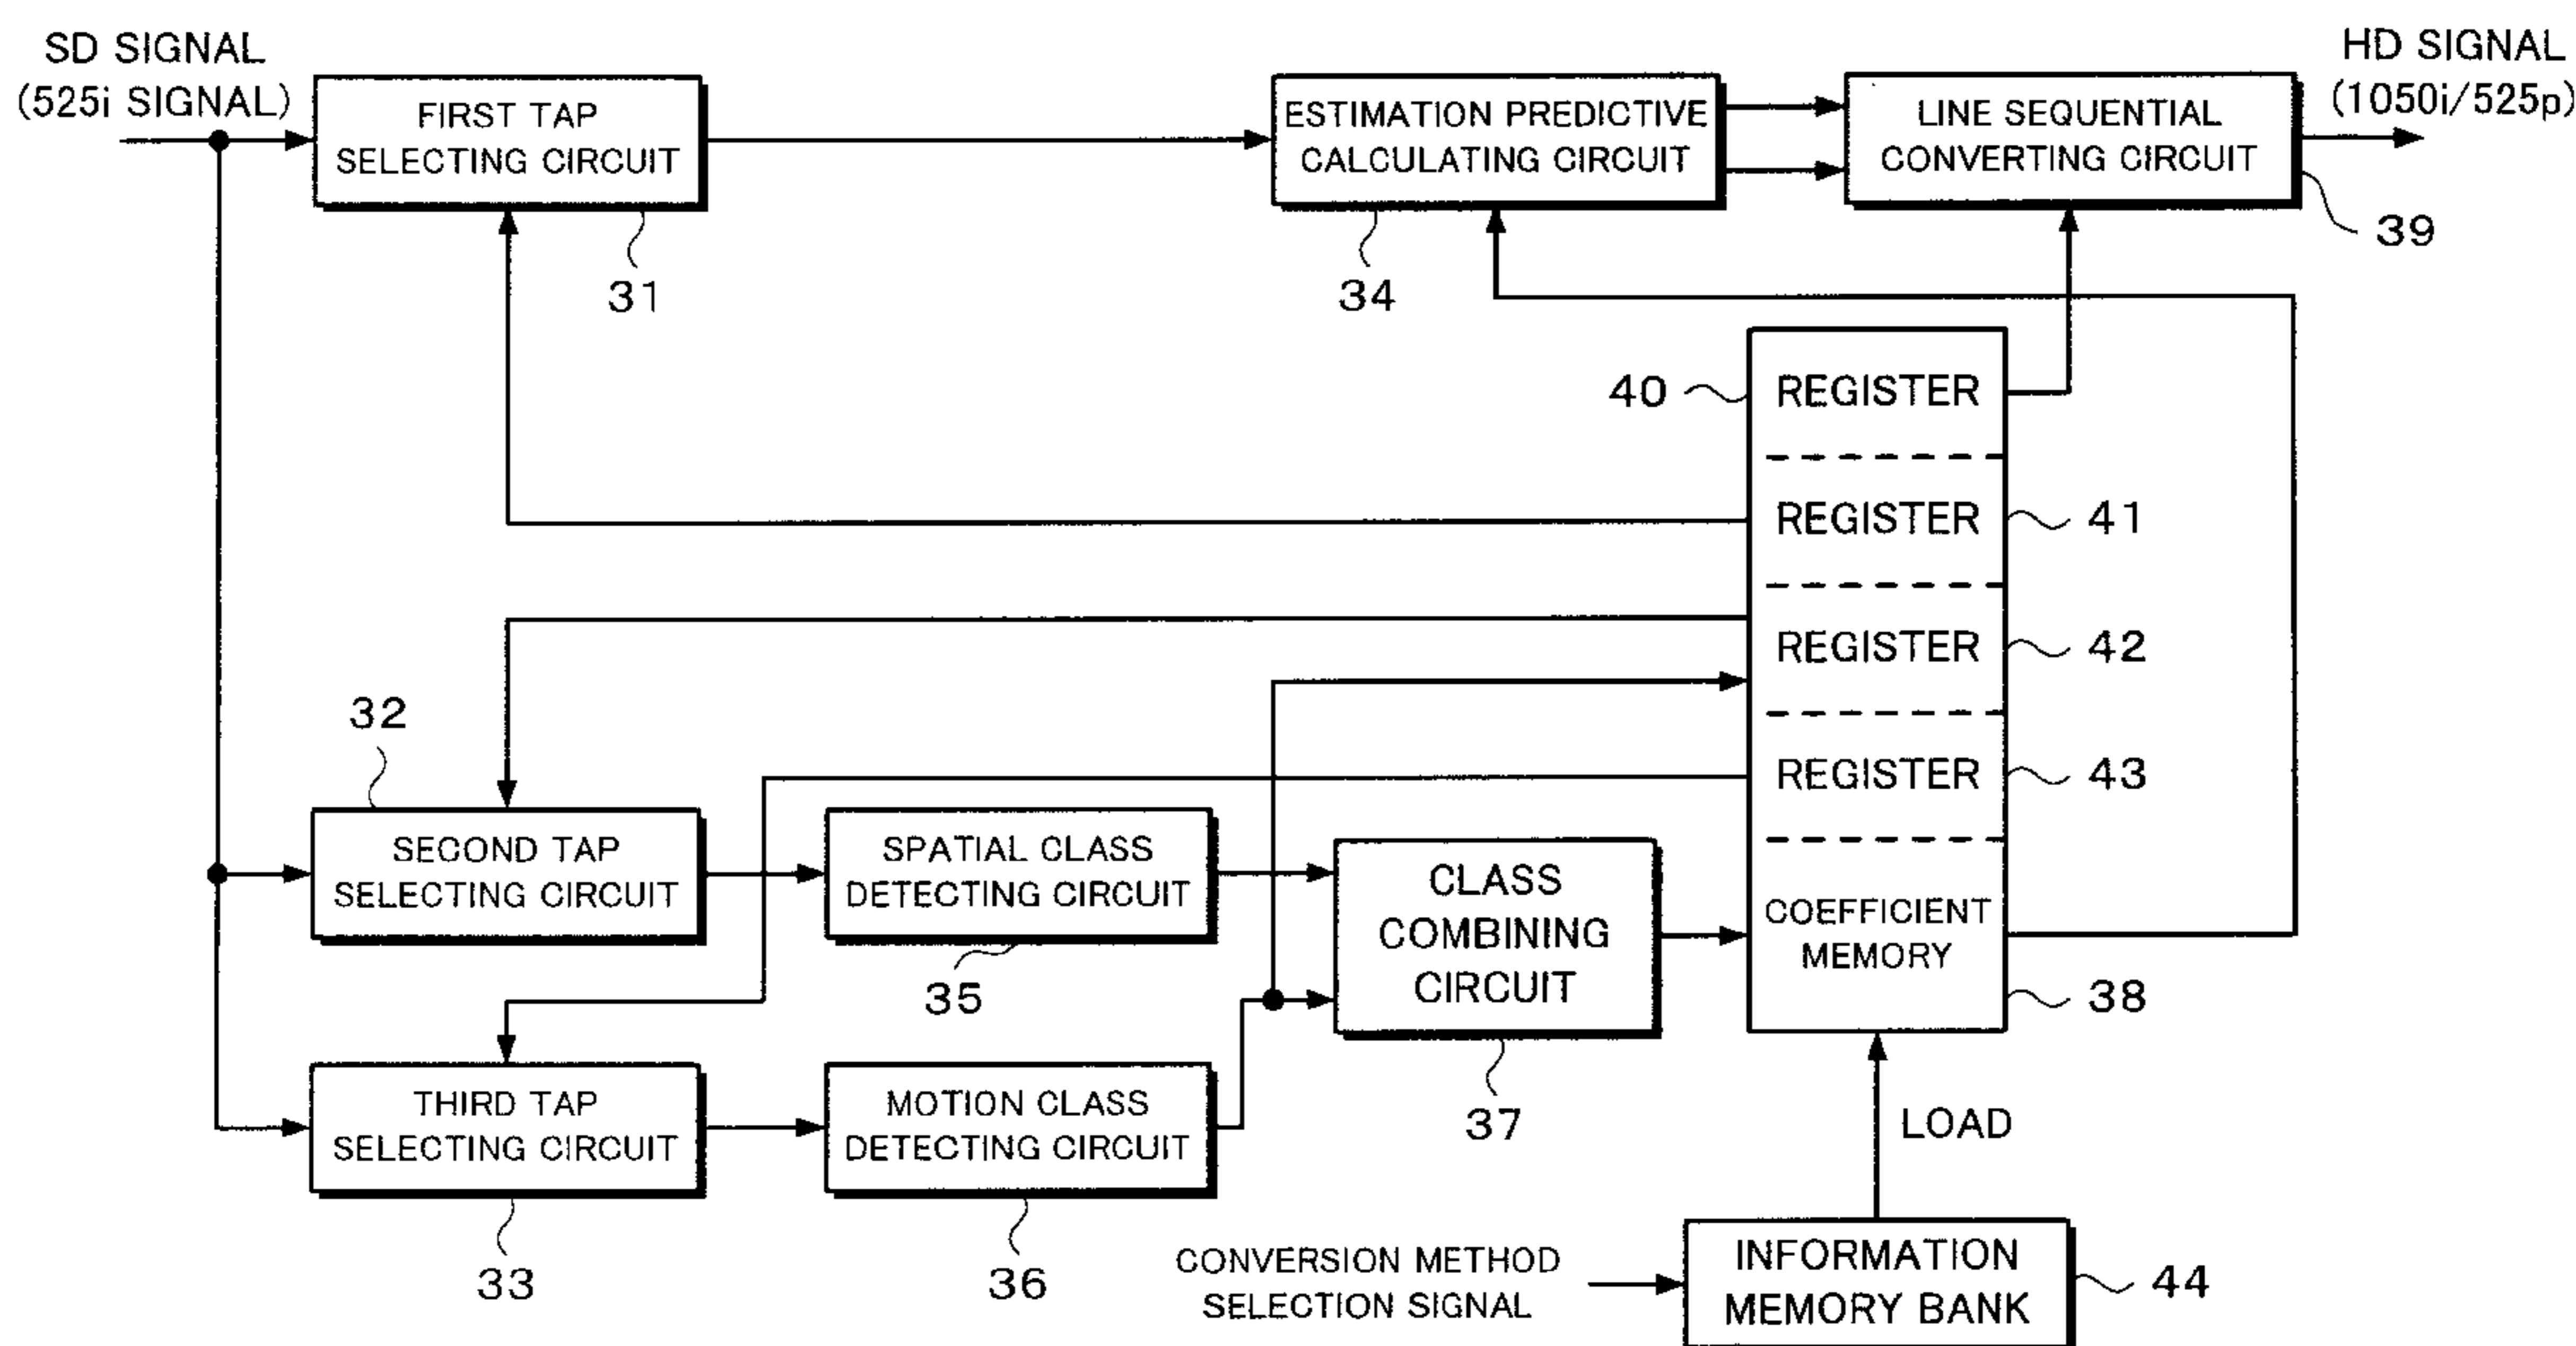 SD SIGNAL
(525i SIGNAL)
FIRST TAP
SELECTING CIRCUIT
31
ESTIMATION PREDICTIVE
CALCULATING CIRCUIT
34
LINE SEQUENTIAL
CONVERTING CIRCUIT
39
HD SIGNAL
(1050i/525p)
40
REGISTER
REGISTER
41
REGISTER
42
REGISTER
43
COEFFICIENT
MEMORY
38
32
SECOND TAP
SELECTING CIRCUIT
SPATIAL CLASS
DETECTING CIRCUIT
35
CLASS
COMBINING
CIRCUIT
37
THIRD TAP
SELECTING CIRCUIT
33
MOTION CLASS
DETECTING CIRCUIT
36
LOAD
CONVERSION METHOD
SELECTION SIGNAL
INFORMATION
MEMORY BANK
44